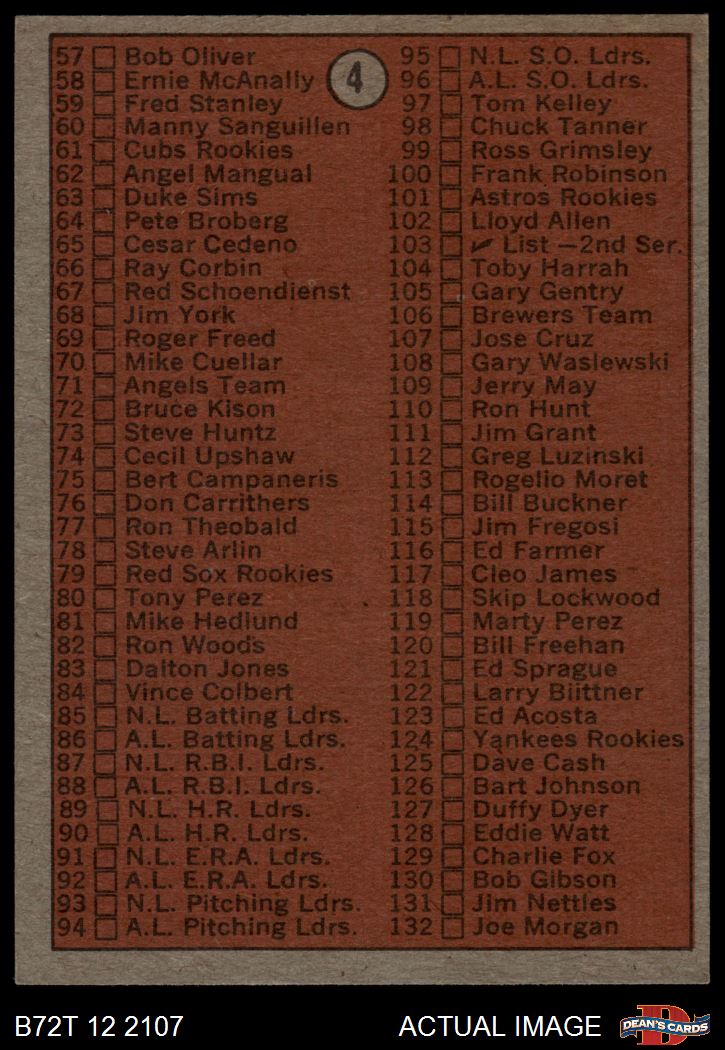 4
57 Bob Oliver
58 Ernie McAnally
59 Fred Stanley
60 Manny Sanguillen
61 Cubs Rookies
62 Angel Mangual
63 Duke Sims
64 Pete Broberg
65 Cesar Cedeno
66 Ray Corbin
67 Red Schoendienst
68 Jim York
69 Roger Freed
70 Mike Cuellar
71 Angels Team
72 Bruce Kison
73 Steve Huntz
74 Cecil Upshaw
75 Bert Campaneris
76 Don Carrithers
77 Ron Theobald
78 Steve Arlin
79 Red Sox Rookies
80 Tony Perez
81 Mike Hedlund
82 Ron Woods
83 Dalton Jones
84 Vince Colbert
85 N.L. Batting Ldrs.
86 A.L. Batting Ldrs.
87 N.L. R.B.I. Ldrs.
88 A.L. R.B.I. Ldrs.
89 N.L. H.R. Ldrs.
90 A.L. H.R. Ldrs.
91 N.L. E.R.A. Ldrs.
92 A.L. E.R.A. Ldrs.
93 N.L. Pitching Ldrs.
94 A.L. Pitching Ldrs.
95 N.L. S.O. Ldrs.
96 A.L. S.O. Ldrs.
97 Tom Kelley
98 Chuck Tanner
99 Ross Grimsley
100 Frank Robinson
101 Astros Rookies
102 Lloyd Allen
103 ✔ List—2nd Ser.
104 Toby Harrah
105 Gary Gentry
106 Brewers Team
107 Jose Cruz
108 Gary Waslewski
109 Jerry May
110 Ron Hunt
111 Jim Grant
112 Greg Luzinski
113 Rogelio Moret
114 Bill Buckner
115 Jim Fregosi
116 Ed Farmer
117 Cleo James
118 Skip Lockwood
119 Marty Perez
120 Bill Freehan
121 Ed Sprague
122 Larry Biittner
123 Ed Acosta
124 Yankees Rookies
125 Dave Cash
126 Bart Johnson
127 Duffy Dyer
128 Eddie Watt
129 Charlie Fox
130 Bob Gibson
131 Jim Nettles
132 Joe Morgan
B72T 12 2107
ACTUAL IMAGE
D
DEAN'S CARDS